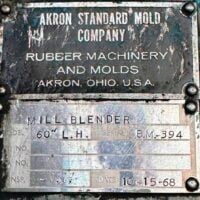 AKRON STANDARD MOLD
COMPANY
RUBBER MACHINERY
AND MOLDS
AKRON, OHIO, U.S.A.
MILL BLENDER
60" L.H. B.M.-394
NO.
NO.
10-15-68